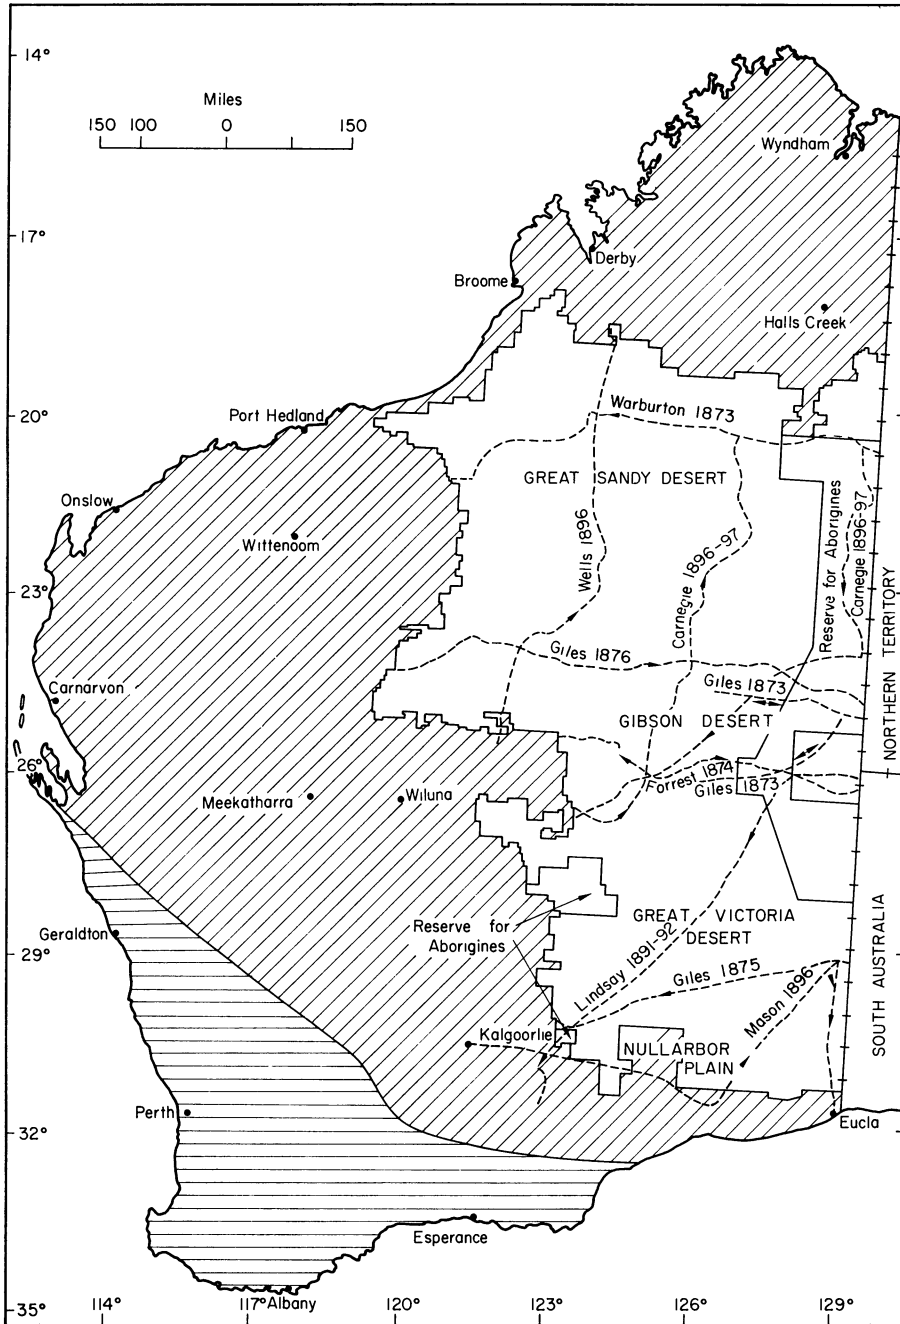 14°
Miles
150 100 0 150
Wyndham
17°
Derby
Broome
Halls Creek
20°
Port Hedland
Warburton 1873
GREAT SANDY DESERT
Onslow
Wittenoom
Wells 1896
Carnegie 1896-97
Reserve for Aborigines
Carnegie 1896-97
23°
NORTHERN TERRITORY
Giles 1876
Carnarvon
Giles 1873
GIBSON DESERT
26°
Forrest 1874
Giles 1873
Meekatharra
Wiluna
Reserve for
Aborigines
GREAT VICTORIA
DESERT
Geraldton
29°
Lindsay 1891-92
Giles 1875
Mason 1896
SOUTH AUSTRALIA
Kalgoorlie
NULLARBOR
PLAIN
Perth
Eucla
32°
Esperance
Albany
35°
114° 117° 120° 123° 126° 129°